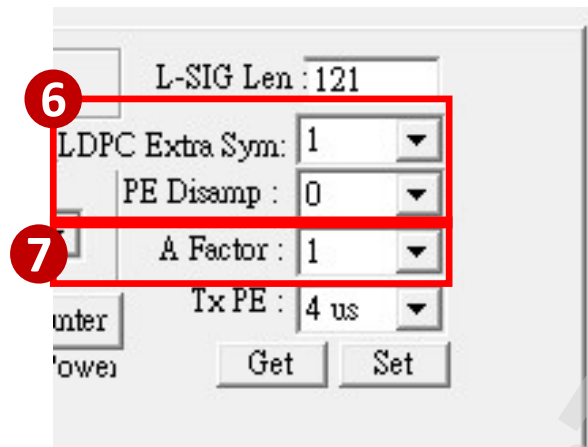 L-SIG Len : 121
6
LDPC Extra Sym: 1
PE Disamp : 0
7
A Factor : 1
Tx PE : 4 us
unter
Power
Get
Set